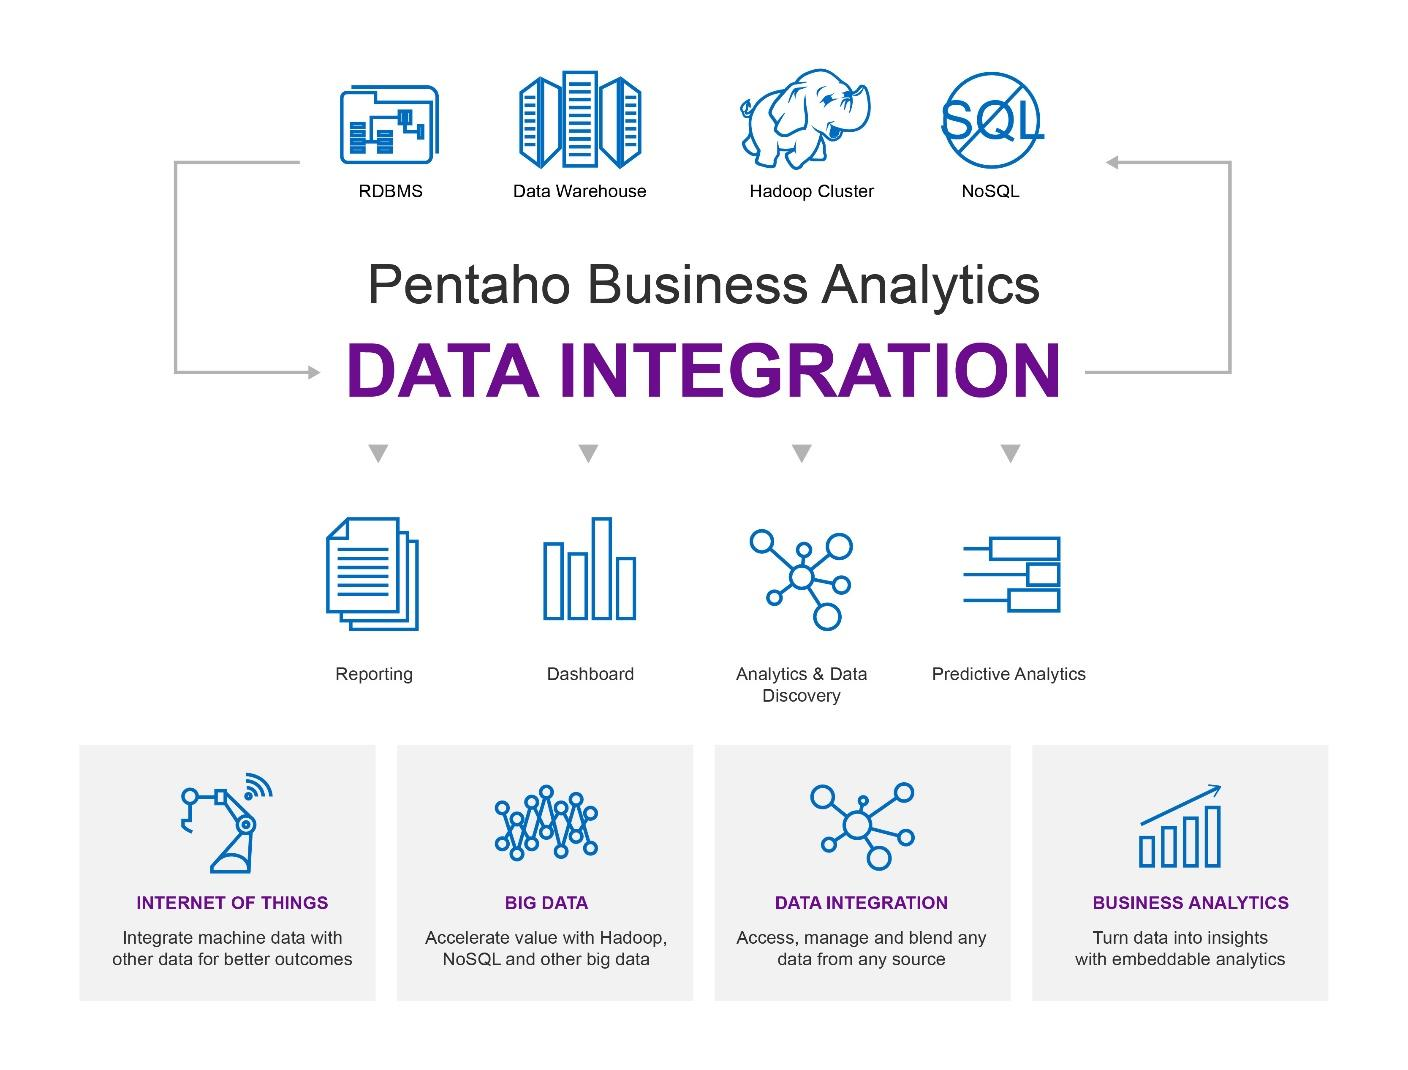 SQL
RDBMS
Data Warehouse
Hadoop Cluster
NoSQL
Pentaho Business Analytics
DATA INTEGRATION
Reporting
Dashboard
Analytics & Data
Discovery
Predictive Analytics
INTERNET OF THINGS
Integrate machine data with
other data for better outcomes
BIG DATA
Accelerate value with Hadoop,
NoSQL and other big data
DATA INTEGRATION
Access, manage and blend any
data from any source
BUSINESS ANALYTICS
Turn data into insights
with embeddable analytics